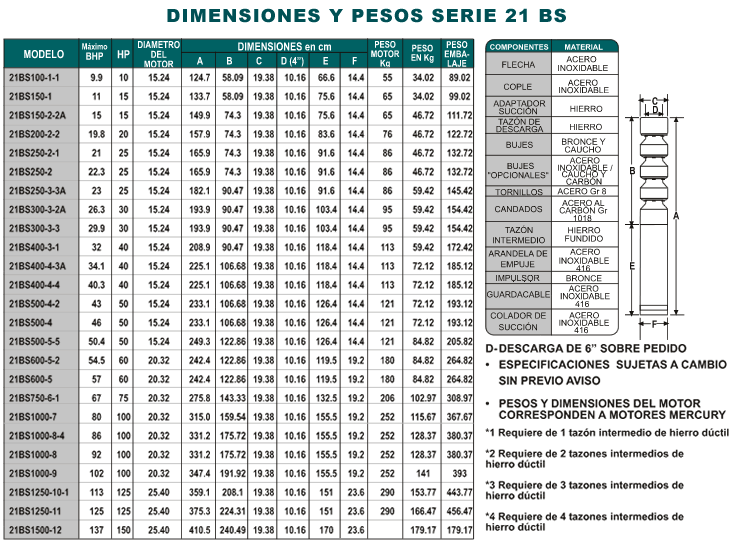 DIMENSIONES Y PESOS SERIE 21 BS
MODELO Máximo BHP HP DIAMETRO DEL MOTOR DIMENSIONES en cm PESO MOTOR Kg PESO EN Kg PESO EMBA- LAJE
A B C D (4") E F
21BS100-1-1 9.9 10 15.24 124.7 58.09 19.38 10.16 66.6 14.4 55 34.02 89.02
21BS150-1 11 15 15.24 133.7 58.09 19.38 10.16 75.6 14.4 65 34.02 99.02
21BS150-2-2A 15 15 15.24 149.9 74.3 19.38 10.16 75.6 14.4 65 46.72 111.72
21BS200-2-2 19.8 20 15.24 157.9 74.3 19.38 10.16 83.6 14.4 76 46.72 122.72
21BS250-2-1 21 25 15.24 165.9 74.3 19.38 10.16 91.6 14.4 86 46.72 132.72
21BS250-2 22.3 25 15.24 165.9 74.3 19.38 10.16 91.6 14.4 86 46.72 132.72
21BS250-3-3A 23 25 15.24 182.1 90.47 19.38 10.16 91.6 14.4 86 59.42 145.42
21BS300-3-2A 26.3 30 15.24 193.9 90.47 19.38 10.16 103.4 14.4 95 59.42 154.42
21BS300-3-3 29.9 30 15.24 193.9 90.47 19.38 10.16 103.4 14.4 95 59.42 154.42
21BS400-3-1 32 40 15.24 208.9 90.47 19.38 10.16 118.4 14.4 113 59.42 172.42
21BS400-4-3A 34.1 40 15.24 225.1 106.68 19.38 10.16 118.4 14.4 113 72.12 185.12
21BS400-4-4 40.3 40 15.24 225.1 106.68 19.38 10.16 118.4 14.4 113 72.12 185.12
21BS500-4-2 43 50 15.24 233.1 106.68 19.38 10.16 126.4 14.4 121 72.12 193.12
21BS500-4 46 50 15.24 233.1 106.68 19.38 10.16 126.4 14.4 121 72.12 193.12
21BS500-5-5 50.4 50 15.24 249.3 122.86 19.38 10.16 126.4 14.4 121 84.82 205.82
21BS600-5-2 54.5 60 20.32 242.4 122.86 19.38 10.16 119.5 19.2 180 84.82 264.82
21BS600-5 57 60 20.32 242.4 122.86 19.38 10.16 119.5 19.2 180 84.82 264.82
21BS750-6-1 67 75 20.32 275.8 143.33 19.38 10.16 132.5 19.2 206 102.97 308.97
21BS1000-7 80 100 20.32 315.0 159.54 19.38 10.16 155.5 19.2 252 115.67 367.67
21BS1000-8-4 86 100 20.32 331.2 175.72 19.38 10.16 155.5 19.2 252 128.37 380.37
21BS1000-8 92 100 20.32 331.2 175.72 19.38 10.16 155.5 19.2 252 128.37 380.37
21BS1000-9 102 100 20.32 347.4 191.92 19.38 10.16 155.5 19.2 252 141 393
21BS1250-10-1 113 125 25.40 359.1 208.1 19.38 10.16 151 23.6 290 153.77 443.77
21BS1250-11 125 125 25.40 375.3 224.31 19.38 10.16 151 23.6 290 166.47 456.47
21BS1500-12 137 150 25.40 410.5 240.49 19.38 10.16 170 23.6 179.17 179.17
COMPONENTES MATERIAL
FLECHA ACERO INOXIDABLE
COPLE ACERO INOXIDABLE
ADAPTADOR SUCCIÓN HIERRO
TAZÓN DE DESCARGA HIERRO
BUJES BRONCE Y CAUCHO
BUJES "OPCIONALES" ACERO INOXIDABLE / CAUCHO Y CARBÓN
TORNILLOS ACERO Gr 8
CANDADOS ACERO AL CARBÓN Gr 1018
TAZÓN INTERMEDIO HIERRO FUNDIDO
ARANDELA DE EMPUJE ACERO INOXIDABLE 416
IMPULSOR BRONCE
GUARDACABLE ACERO INOXIDABLE 416
COLADOR DE SUCCIÓN ACERO INOXIDABLE 416
C
D
B
A
E
F
D-DESCARGA DE 6" SOBRE PEDIDO
• ESPECIFICACIONES SUJETAS A CAMBIO
SIN PREVIO AVISO
• PESOS Y DIMENSIONES DEL MOTOR
CORRESPONDEN A MOTORES MERCURY
*1 Requiere de 1 tazón intermedio de hierro dúctil
*2 Requiere de 2 tazones intermedios de
hierro dúctil
*3 Requiere de 3 tazones intermedios de
hierro dúctil
*4 Requiere de 4 tazones intermedios de
hierro dúctil